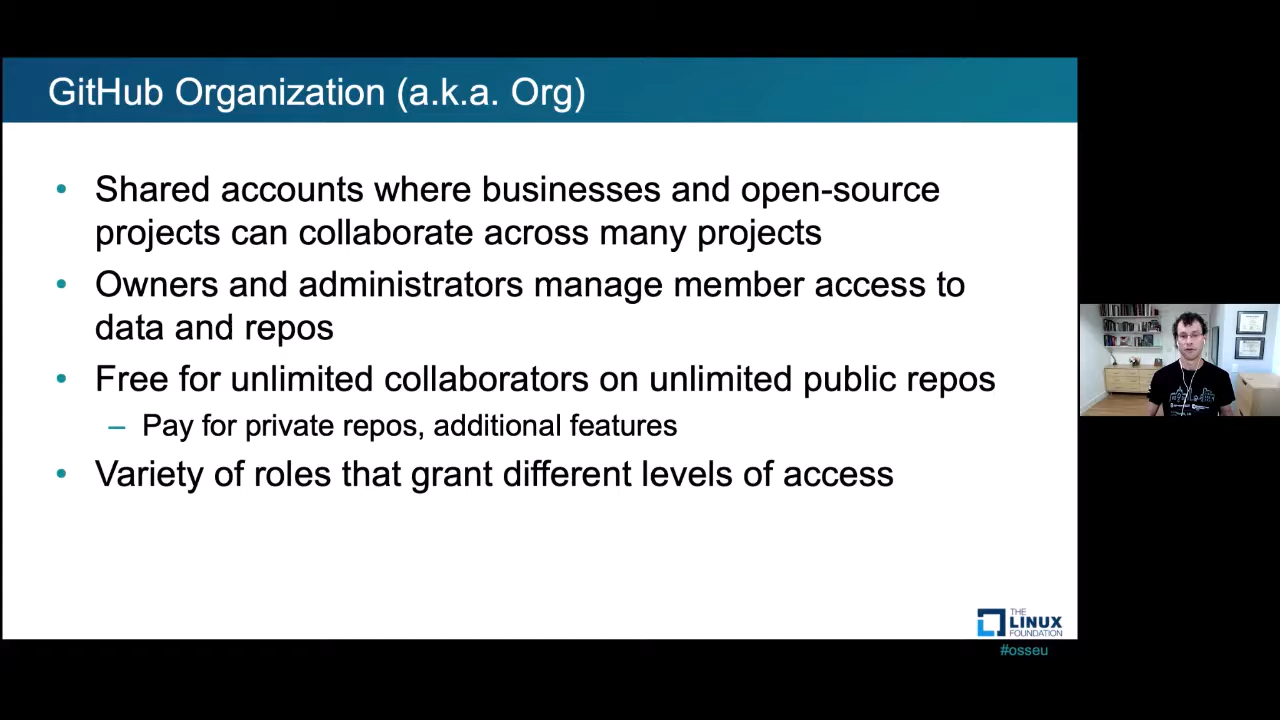 GitHub Organization (a.k.a. Org)
• Shared accounts where businesses and open-source
projects can collaborate across many projects
• Owners and administrators manage member access to
data and repos
• Free for unlimited collaborators on unlimited public repos
– Pay for private repos, additional features
• Variety of roles that grant different levels of access
THE
LINUX
FOUNDATION
#osseu